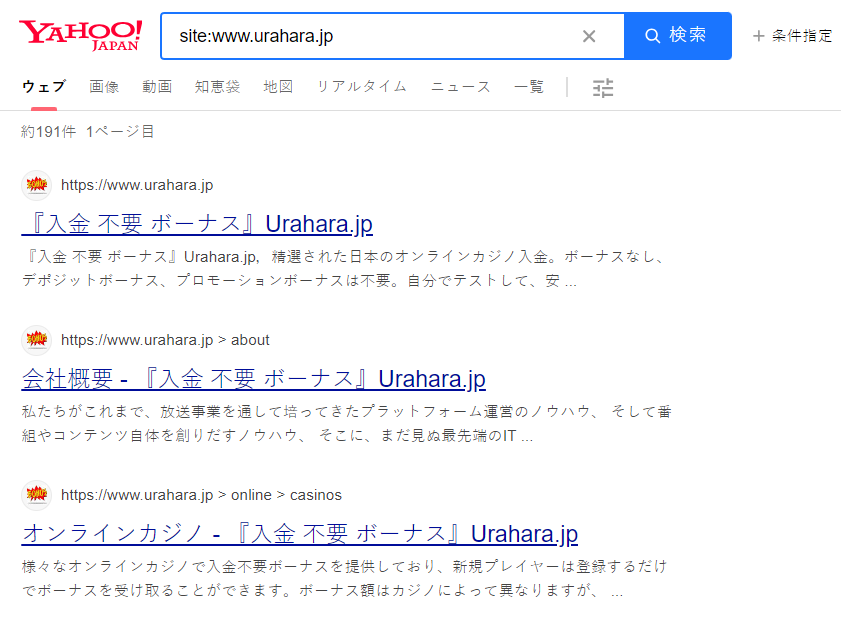 YAHOO!
JAPAN
site:www.urahara.jp
検索
条件指定
ウェブ 画像 動画 知恵袋 地図 リアルタイム ニュース 一覧
約191件 1ページ目
https://www.urahara.jp
『入金 不要 ボーナス』Urahara.jp
『入金 不要 ボーナス』Urahara.jp, 精選された日本のオンラインカジノ入金。ボーナスなし、
デポジットボーナス、プロモーションボーナスは不要。自分でテストして、安 ...
https://www.urahara.jp > about
会社概要 - 『入金 不要 ボーナス』Urahara.jp
私たちがこれまで、放送事業を通して培ってきたプラットフォーム運営のノウハウ、 そして番
組やコンテンツ自体を創りだすノウハウ、 そこに、まだ見ぬ最先端のIT ...
https://www.urahara.jp > online > casinos
オンラインカジノ - 『入金 不要 ボーナス』Urahara.jp
様々なオンラインカジノで入金不要ボーナスを提供しており、新規プレイヤーは登録するだけ
でボーナスを受け取ることができます。ボーナス額はカジノによって異なりますが、 ...